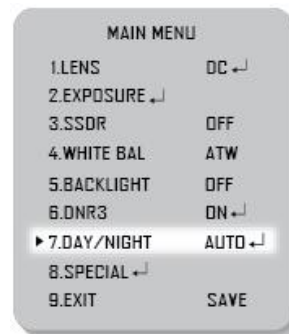 MAIN MENU
1.LENS DC↵
2.EXPOSURE↵
3.SSDR OFF
4.WHITE BAL ATW
5.BACKLIGHT OFF
6.DNR3 ON↵
▶7.DAY/NIGHT AUTO↵
8.SPECIAL↵
9.EXIT SAVE